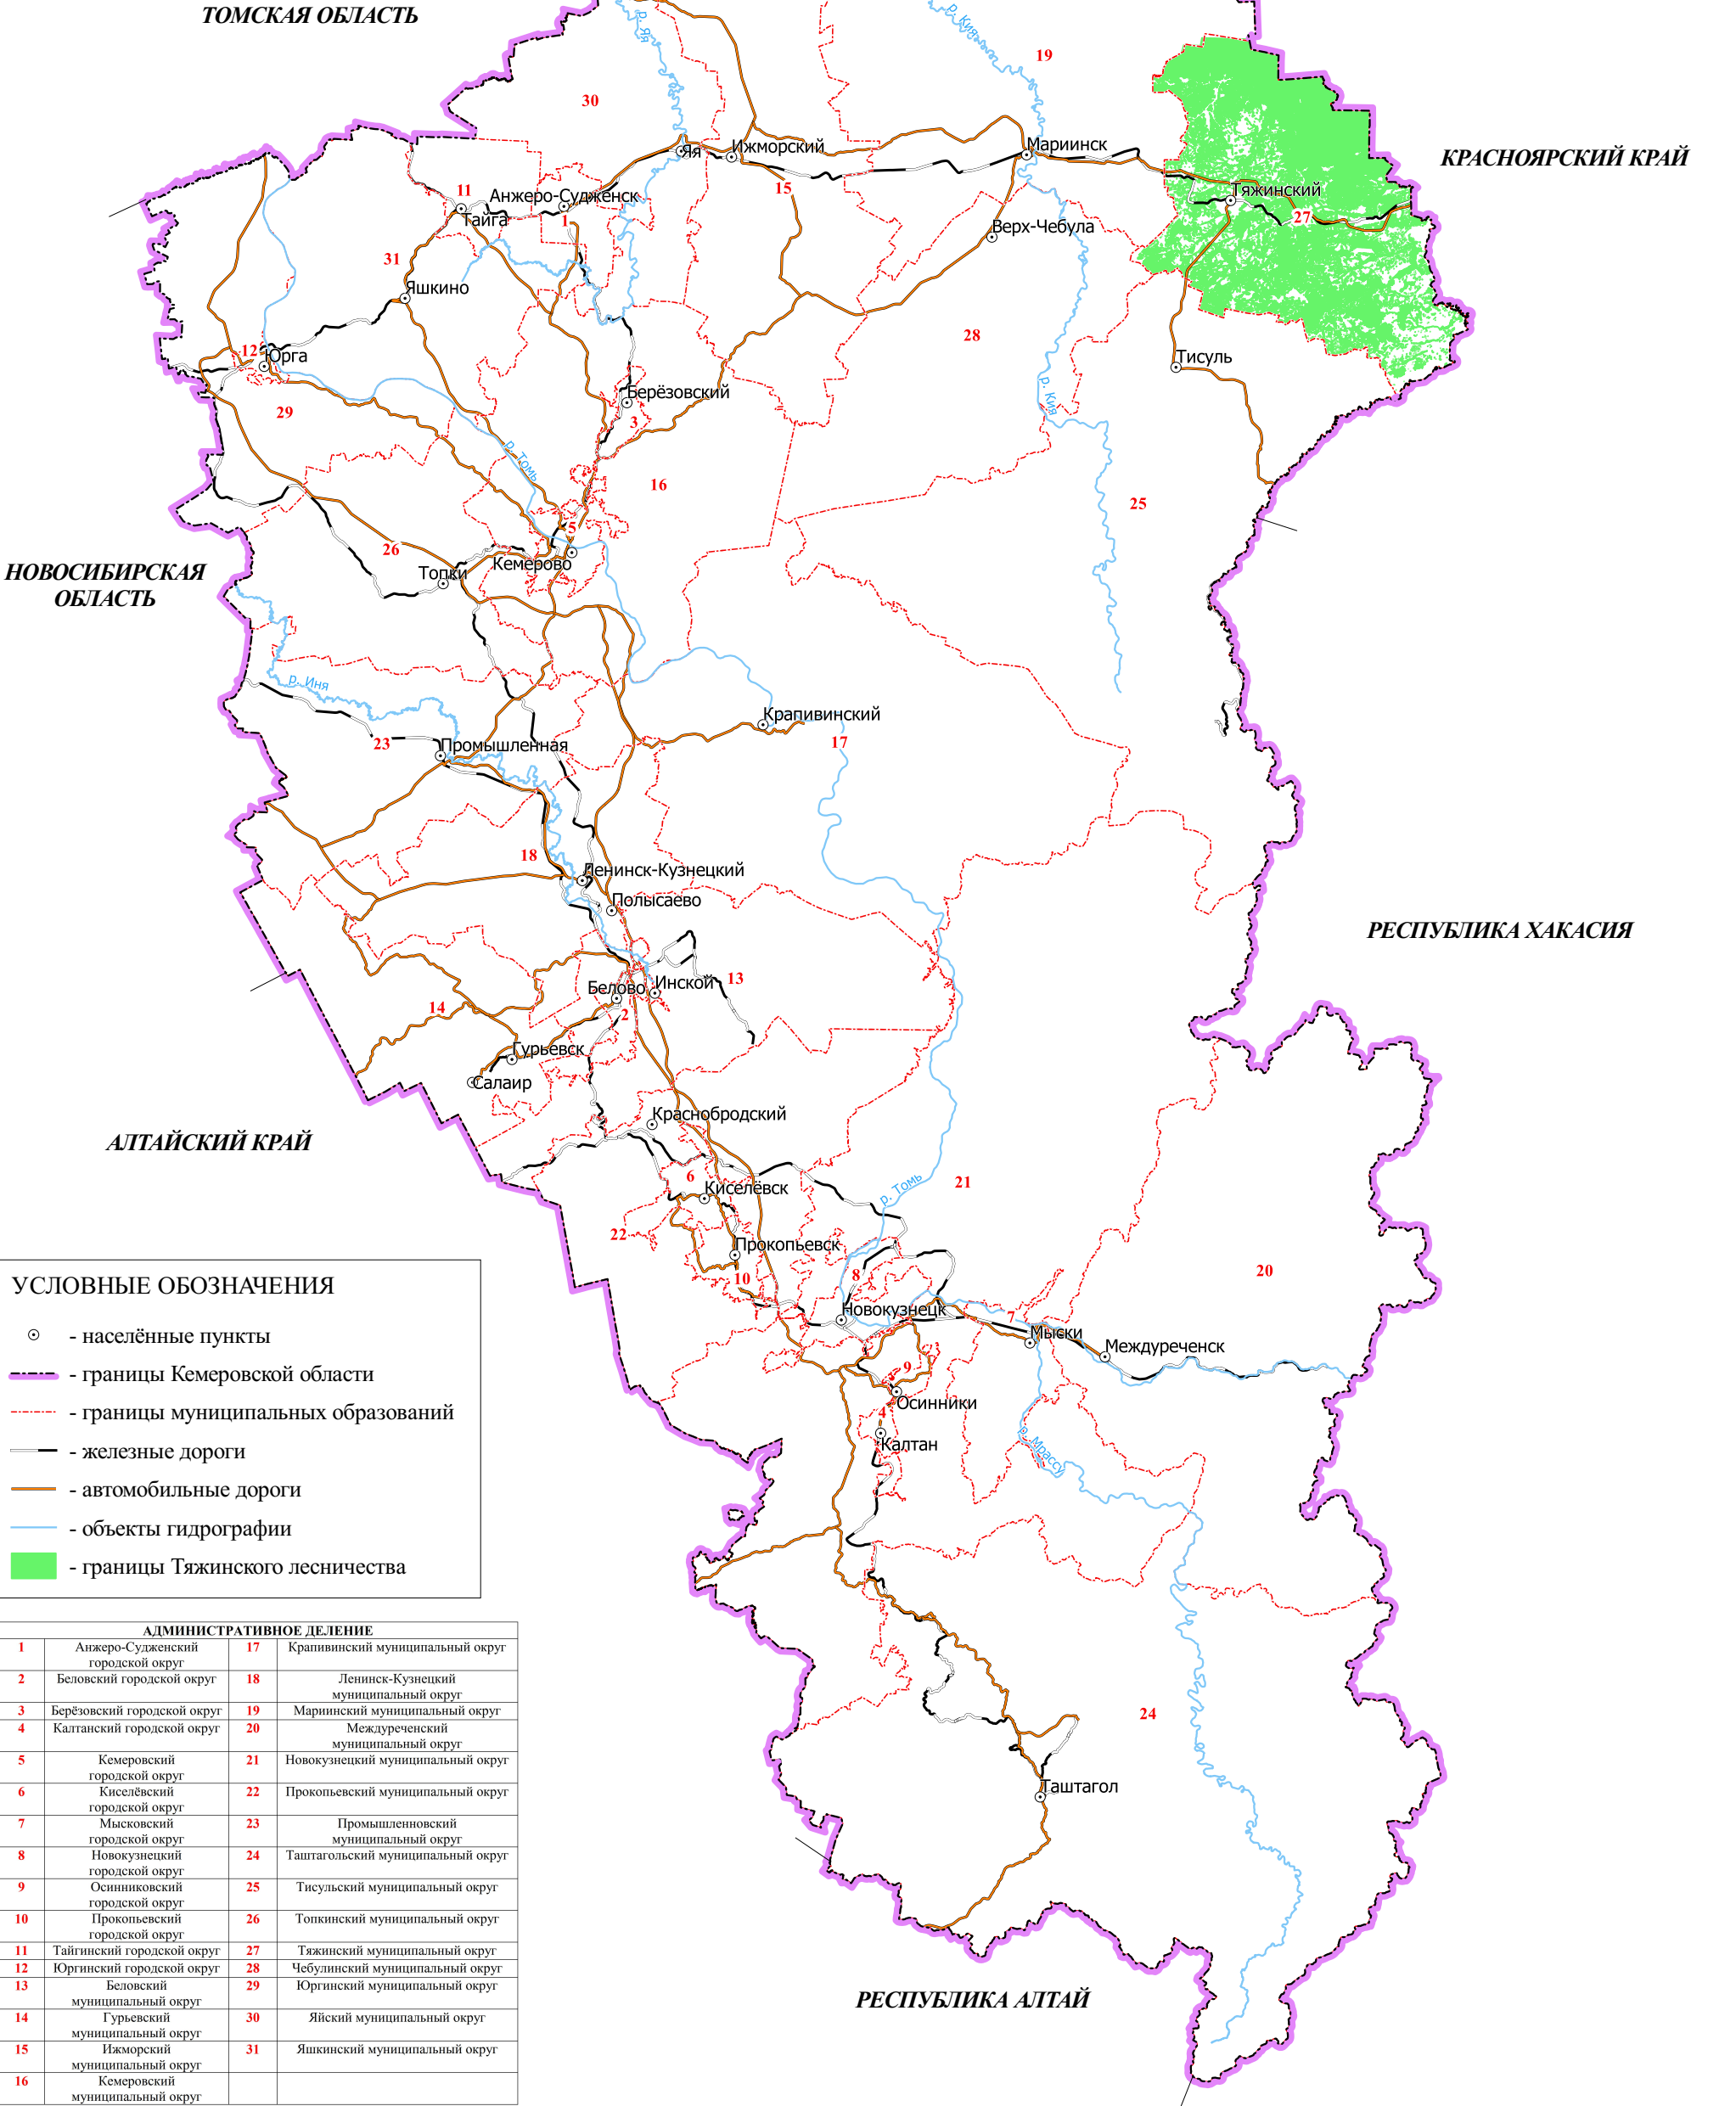 ТОМСКАЯ ОБЛАСТЬ
р. Яя
р. Кия
19
30
КРАСНОЯРСКИЙ КРАЙ
Яя
Ижморский
Мариинск
15
11
Анжеро-Судженск
Тайга
1
Тяжинский
27
Верх-Чебула
31
Яшкино
28
12
Юрга
Тисуль
29
Берёзовский
3
р. Кия
р. Томь
16
25
5
26
Кемерово
Топки
НОВОСИБИРСКАЯ
ОБЛАСТЬ
р. Иня
Крапивинский
17
23
Промышленная
18
Ленинск-Кузнецкий
Полысаево
РЕСПУБЛИКА ХАКАСИЯ
13
Инской
Белово
2
14
Гурьевск
Салаир
Краснобродский
АЛТАЙСКИЙ КРАЙ
6
Киселёвск
р. Томь
21
22
Прокопьевск
10
8
20
Новокузнецк
7
Мыски
Междуреченск
9
Осинники
4
Калтан
р. Мрассу
24
Таштагол
РЕСПУБЛИКА АЛТАЙ
УСЛОВНЫЕ ОБОЗНАЧЕНИЯ
- населённые пункты
- границы Кемеровской области
- границы муниципальных образований
- железные дороги
- автомобильные дороги
- объекты гидрографии
- границы Тяжинского лесничества
АДМИНИСТРАТИВНОЕ ДЕЛЕНИЕ
1 Анжеро-Судженский 17 Крапивинский муниципальный округ
городской округ
2 Беловский городской округ 18 Ленинск-Кузнецкий
муниципальный округ
3 Берёзовский городской округ 19 Мариинский муниципальный округ
4 Калтанский городской округ 20 Междуреченский
муниципальный округ
5 Кемеровский 21 Новокузнецкий муниципальный округ
городской округ
6 Киселёвский 22 Прокопьевский муниципальный округ
городской округ
7 Мысковский 23 Промышленновский
городской округ муниципальный округ
8 Новокузнецкий 24 Таштагольский муниципальный округ
городской округ
9 Осинниковский 25 Тисульский муниципальный округ
городской округ
10 Прокопьевский 26 Топкинский муниципальный округ
городской округ
11 Тайгинский городской округ 27 Тяжинский муниципальный округ
12 Юргинский городской округ 28 Чебулинский муниципальный округ
13 Беловский 29 Юргинский муниципальный округ
муниципальный округ
14 Гурьевский 30 Яйский муниципальный округ
муниципальный округ
15 Ижморский 31 Яшкинский муниципальный округ
муниципальный округ
16 Кемеровский
муниципальный округ